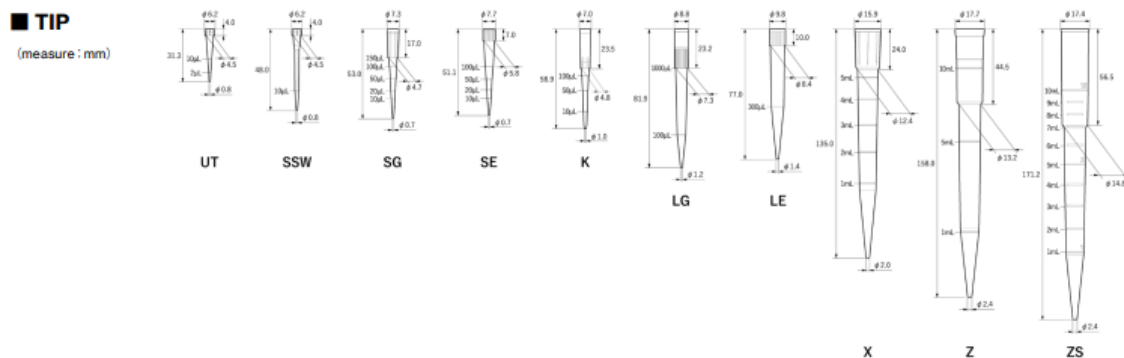 ■ TIP
(measure : mm)
φ6.2
4.0
31.3
10μL
2μL
φ4.5
φ0.8
UT
φ6.2
4.0
48.0
φ4.5
10μL
φ0.8
SSW
φ7.3
17.0
53.0
150μL
100μL
50μL
20μL
10μL
φ4.7
φ0.7
SG
φ7.7
7.0
51.1
100μL
50μL
20μL
10μL
φ5.8
φ0.7
SE
φ7.0
23.5
58.9
100μL
50μL
10μL
φ4.8
φ1.0
K
φ8.8
23.2
1000μL
81.9
φ7.3
100μL
φ1.2
LG
φ9.8
10.0
77.0
φ8.4
300μL
φ1.4
LE
φ15.9
24.0
5mL
4mL
3mL
2mL
1mL
φ12.4
135.0
φ2.0
X
φ17.7
44.5
10mL
5mL
1mL
φ13.2
158.0
φ2.4
Z
φ17.4
56.5
10mL
9mL
8mL
7mL
6mL
5mL
4mL
3mL
2mL
1mL
φ14.8
171.2
φ2.4
ZS